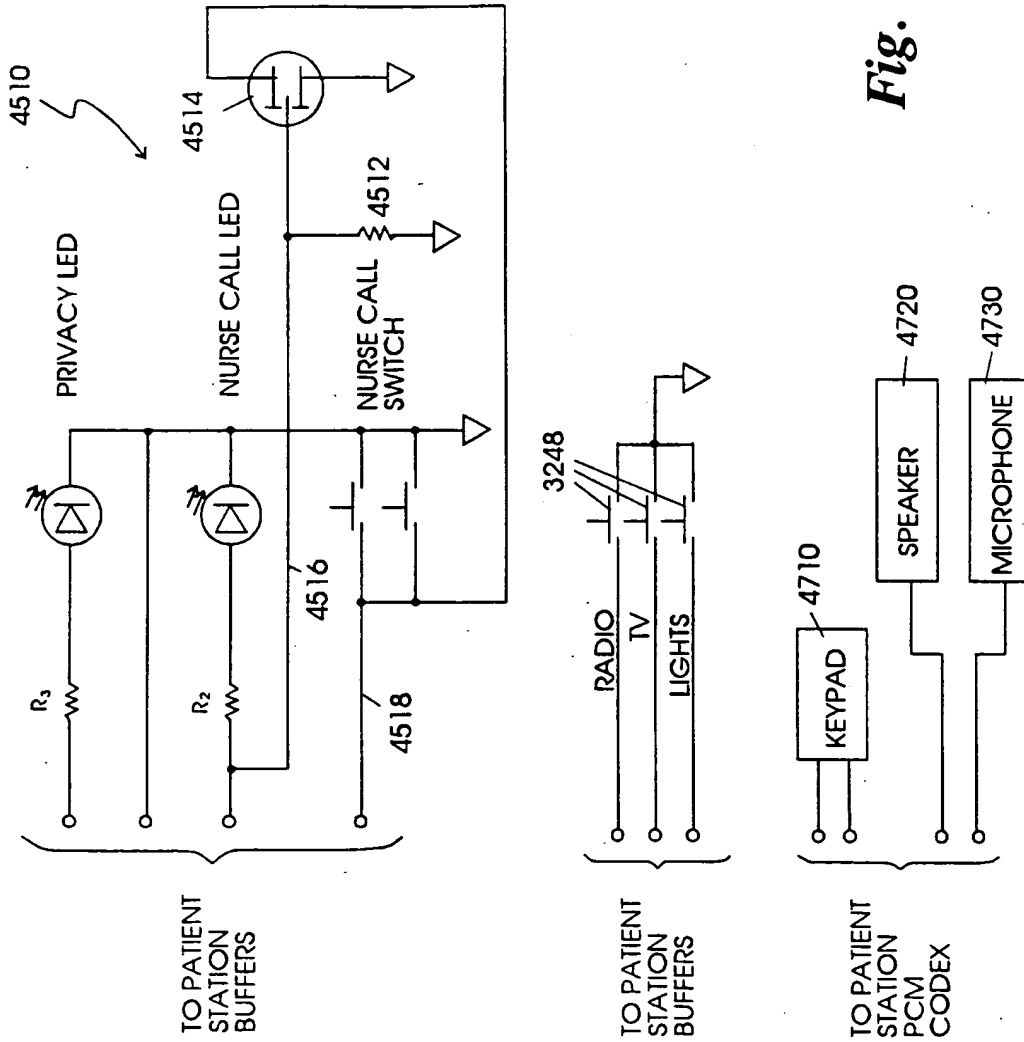 4510
PRIVACY LED
4514
NURSE CALL LED
4512
NURSE CALL
SWITCH
R3
R2
4516
4518
TO PATIENT
STATION
BUFFERS
3248
RADIO
TV
LIGHTS
TO PATIENT
STATION
BUFFERS
4710
KEYPAD
4720
SPEAKER
4730
MICROPHONE
TO PATIENT
STATION
PCM
CODEX
Fig.